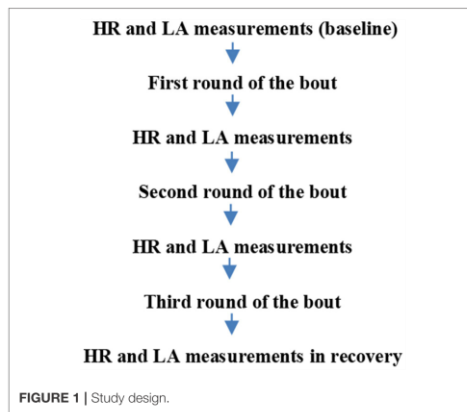 HR and LA measurements (baseline)
First round of the bout
HR and LA measurements
Second round of the bout
HR and LA measurements
Third round of the bout
HR and LA measurements in recovery
FIGURE 1 | Study design.